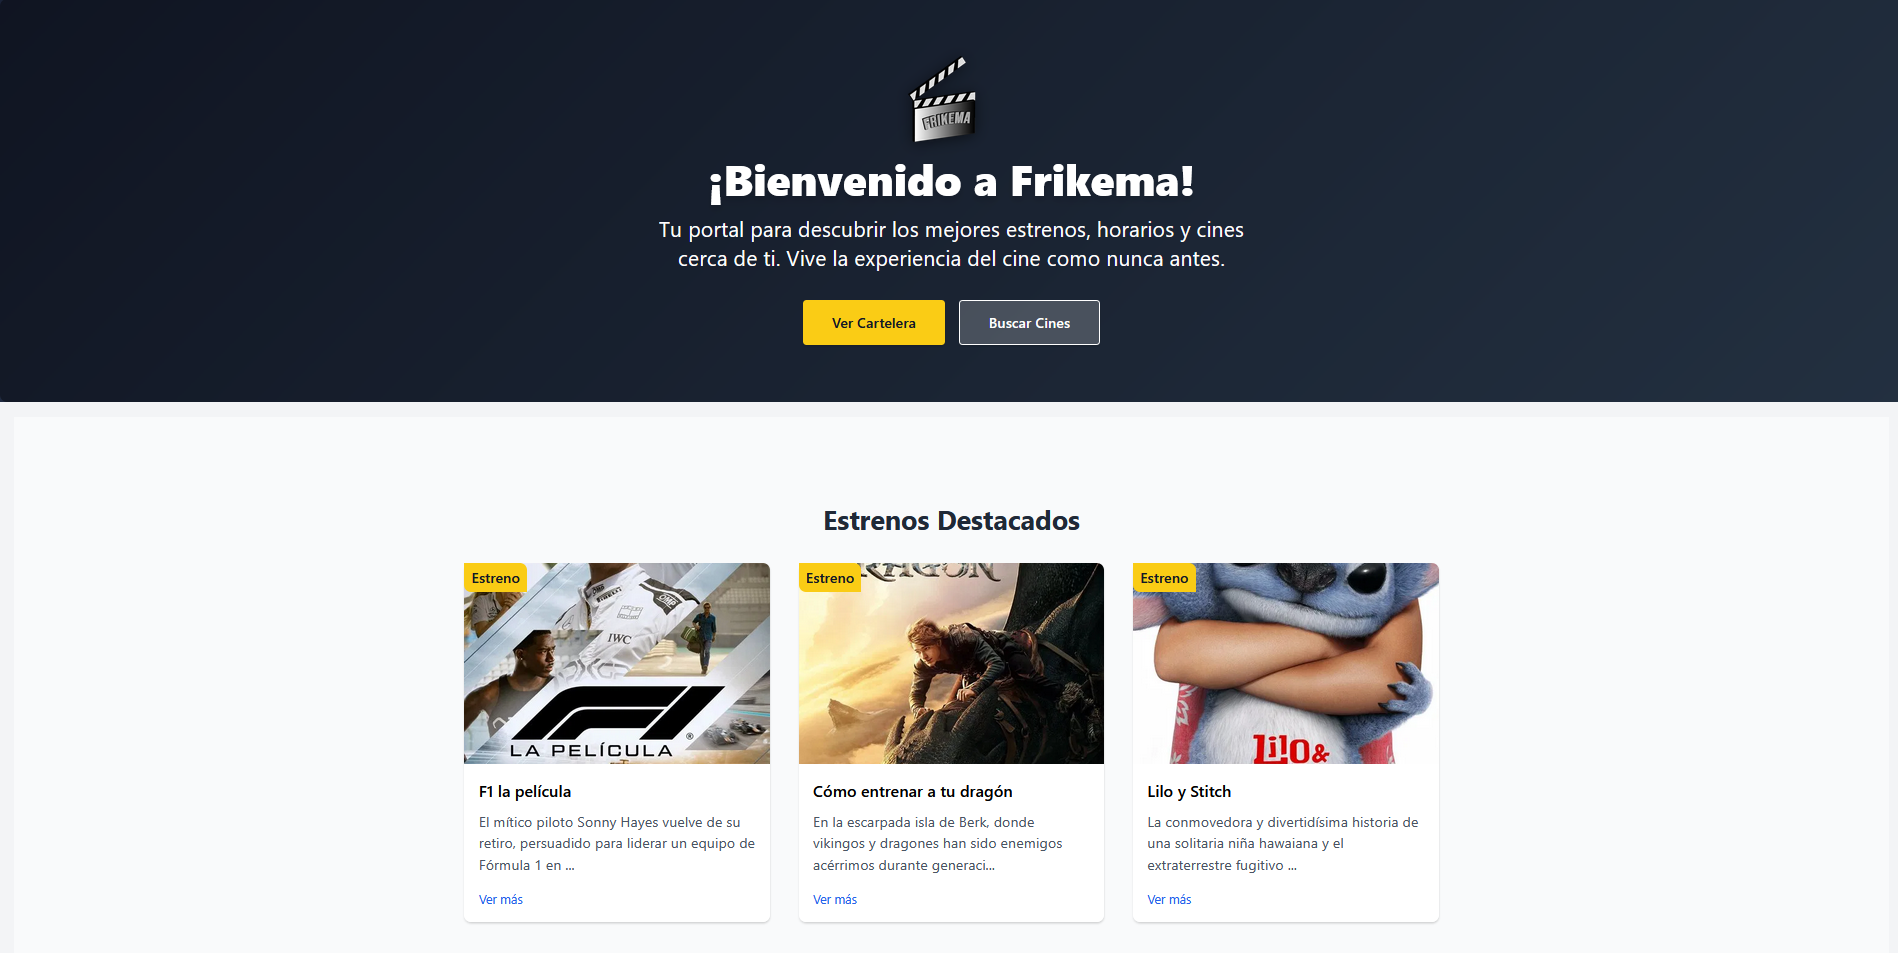 FRIKEMA
¡Bienvenido a Frikema!
Tu portal para descubrir los mejores estrenos, horarios y cines
cerca de ti. Vive la experiencia del cine como nunca antes.
Ver Cartelera
Buscar Cines
Estrenos Destacados
Estreno
PIRELLI
OMP
IWC
F1
®
LA PELÍCULA
F1 la película
El mítico piloto Sonny Hayes vuelve de su
retiro, persuadido para liderar un equipo de
Fórmula 1 en ...
Ver más
Estreno
Cómo entrenar a tu dragón
En la escarpada isla de Berk, donde
vikingos y dragones han sido enemigos
acérrimos durante generaci...
Ver más
Estreno
Lilo&
Lilo y Stitch
La conmovedora y divertidísima historia de
una solitaria niña hawaiana y el
extraterrestre fugitivo ...
Ver más